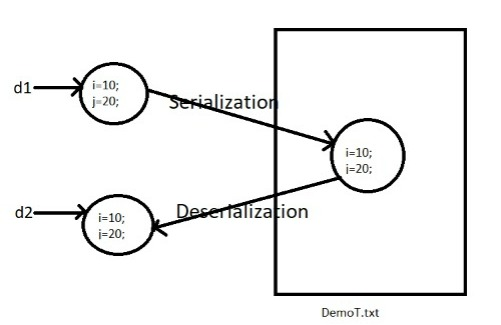 d1
i=10;
j=20;
Serialization
i=10;
j=20;
d2
i=10;
j=20;
Deserialization
DemoT.txt